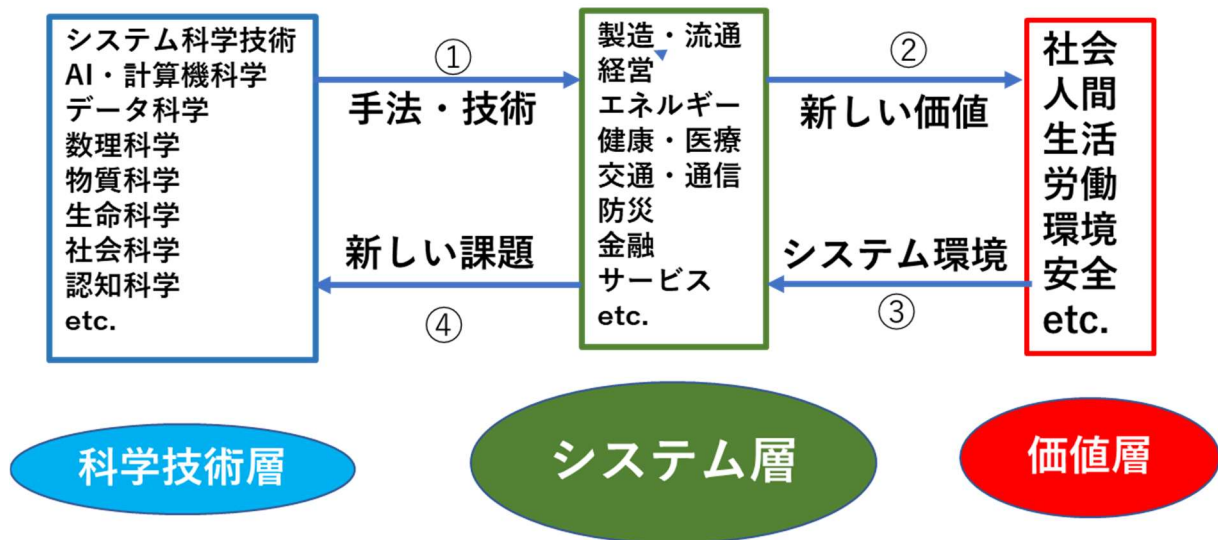 システム科学技術
AI・計算機科学
データ科学
数理科学
物質科学
生命科学
社会科学
認知科学
etc.
①
手法・技術
新しい課題
④
製造・流通
経営
エネルギー
健康・医療
交通・通信
防災
金融
サービス
etc.
②
新しい価値
システム環境
③
社会
人間
生活
労働
環境
安全
etc.
科学技術層
システム層
価値層